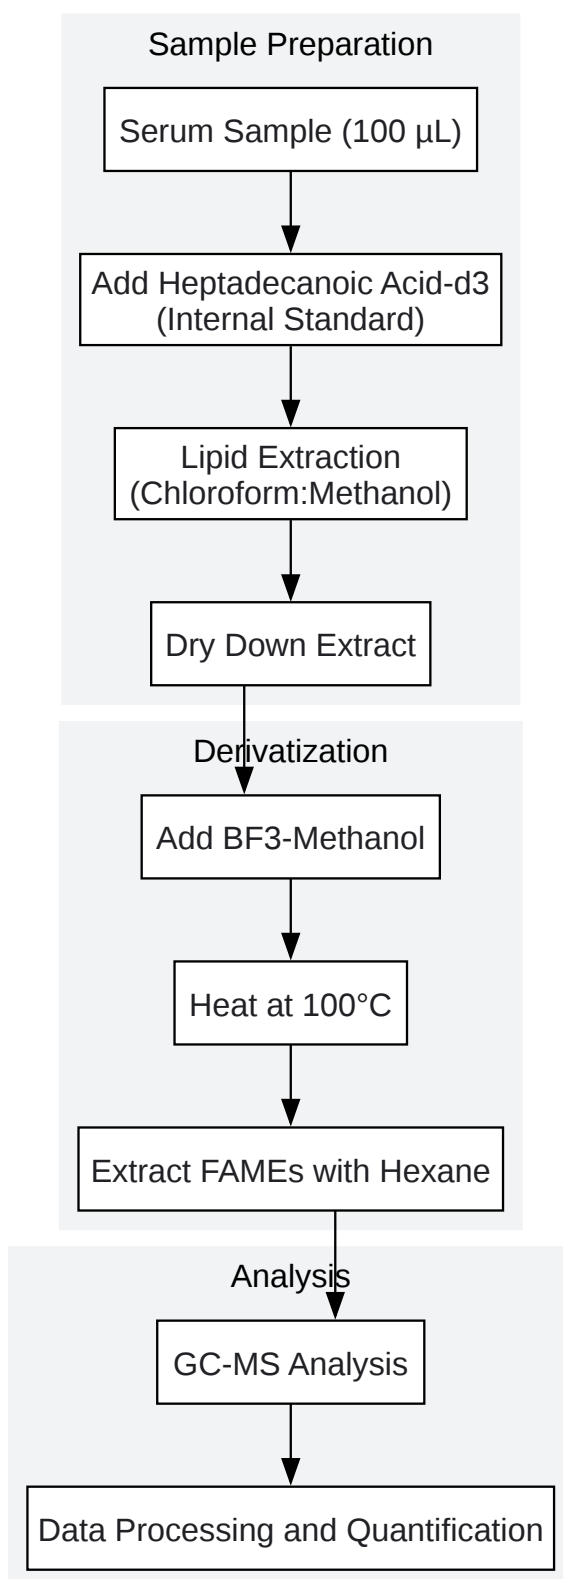 Sample Preparation
Serum Sample (100 µL)
Add Heptadecanoic Acid-d3
(Internal Standard)
Lipid Extraction
(Chloroform:Methanol)
Dry Down Extract
Derivatization
Add BF3-Methanol
Heat at 100°C
Extract FAMEs with Hexane
Analysis
GC-MS Analysis
Data Processing and Quantification